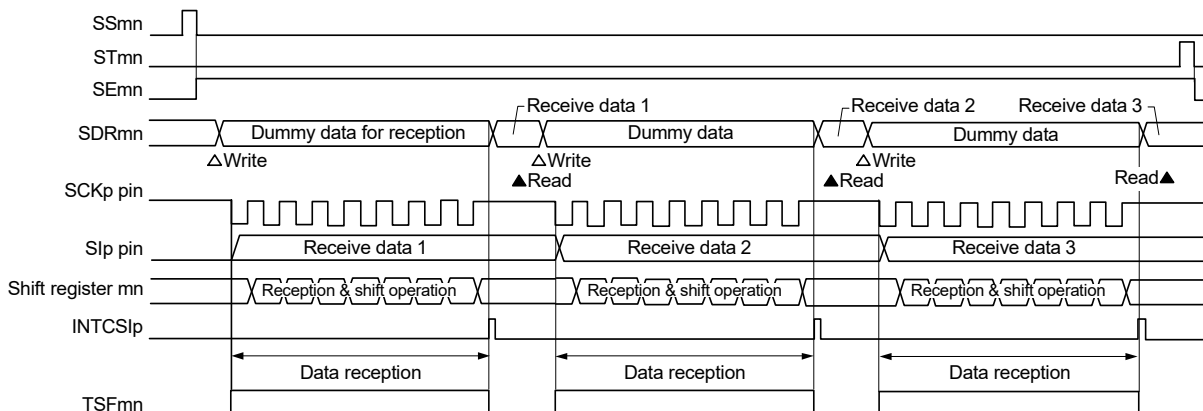 SSmn
STmn
SEmn
Receive data 1 Receive data 2 Receive data 3
SDRmn Dummy data for reception Dummy data Dummy data
△Write △Write △Write
▲Read ▲Read Read▲
SCKp pin
SIp pin Receive data 1 Receive data 2 Receive data 3
Shift register mn Reception & shift operation Reception & shift operation Reception & shift operation
INTCSIp
Data reception Data reception Data reception
TSFmn